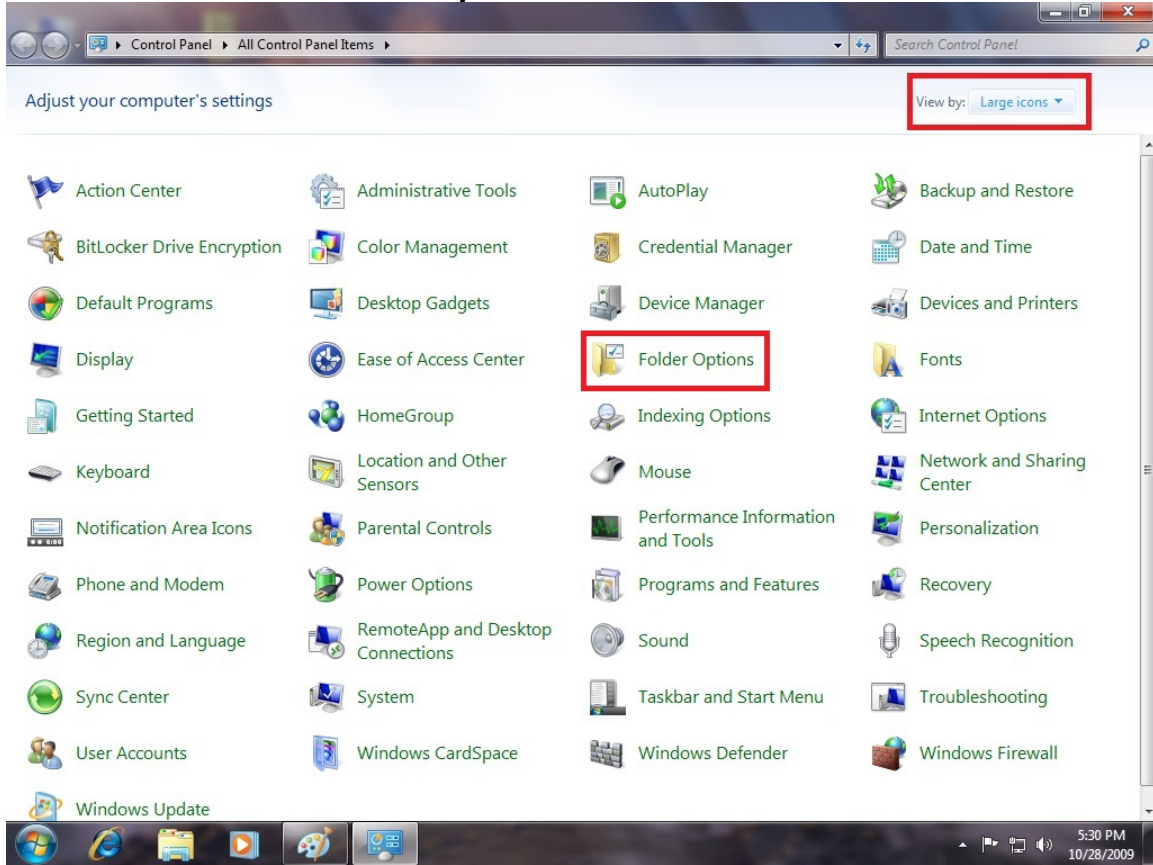 Control Panel ▸ All Control Panel Items ▸ Search Control Panel
Adjust your computer's settings View by: Large icons
Action Center Administrative Tools AutoPlay Backup and Restore
BitLocker Drive Encryption Color Management Credential Manager Date and Time
Default Programs Desktop Gadgets Device Manager Devices and Printers
Display Ease of Access Center Folder Options Fonts
Getting Started HomeGroup Indexing Options Internet Options
Keyboard
Location and Other
Sensors
Mouse
Network and Sharing
Center
Notification Area Icons Parental Controls
Performance Information
and Tools
Personalization
Phone and Modem Power Options Programs and Features Recovery
Region and Language
RemoteApp and Desktop
Connections
Sound Speech Recognition
Sync Center System Taskbar and Start Menu Troubleshooting
User Accounts Windows CardSpace Windows Defender Windows Firewall
Windows Update
5:30 PM
10/28/2009